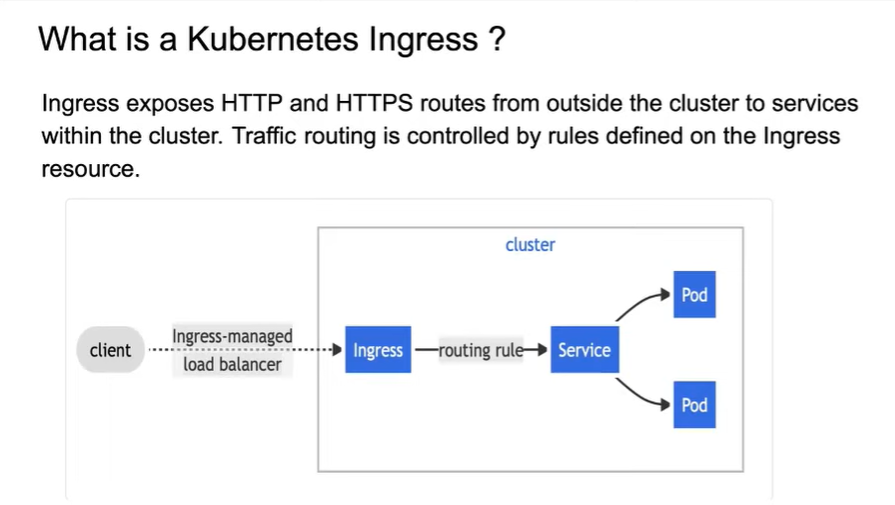 What is a Kubernetes Ingress ?
Ingress exposes HTTP and HTTPS routes from outside the cluster to services
within the cluster. Traffic routing is controlled by rules defined on the Ingress
resource.
cluster
client
Ingress-managed
load balancer
Ingress
routing rule
Service
Pod
Pod